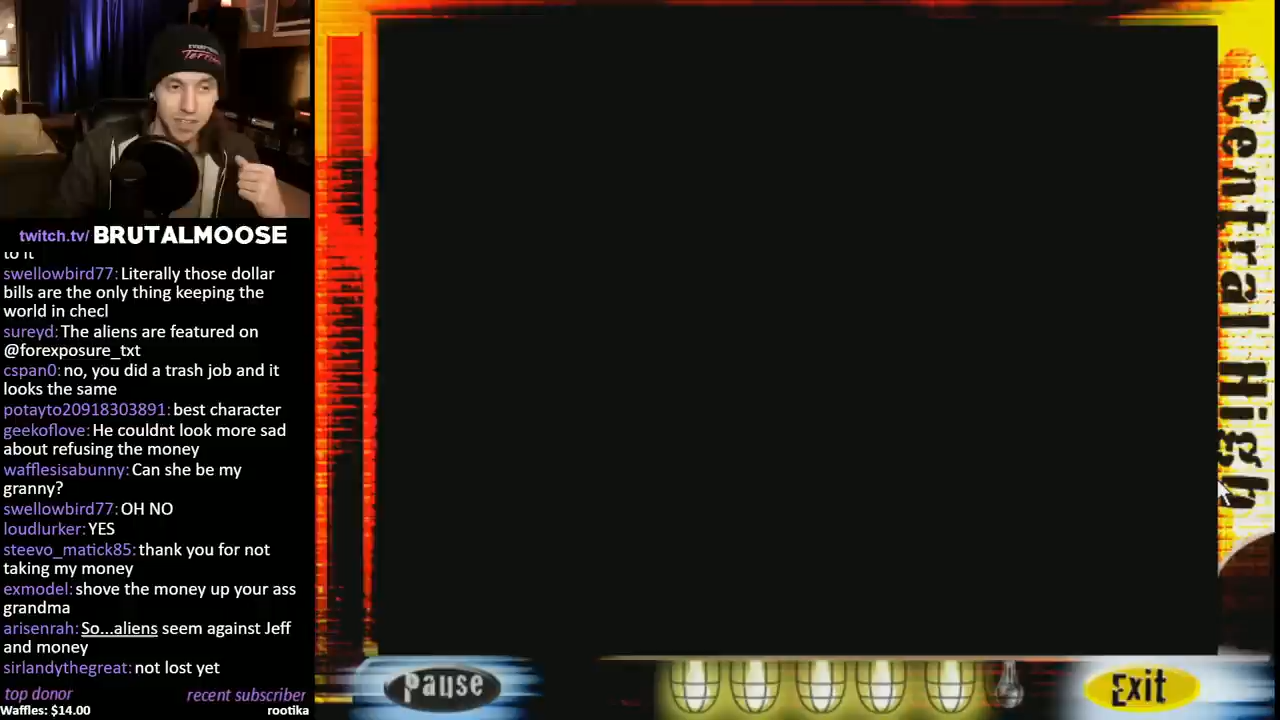 twitch.tv/ BRUTALMOOSE
to it
swellowbird77: Literally those dollar
bills are the only thing keeping the
world in checl
sureyd: The aliens are featured on
@forexposure_txt
cspan0: no, you did a trash job and it
looks the same
potayto20918303891: best character
geekoflove: He couldnt look more sad
about refusing the money
wafflesisabunny: Can she be my
granny?
swellowbird77: OH NO
loudlurker: YES
steevo_matick85: thank you for not
taking my money
exmodel: shove the money up your ass
grandma
arisenrah: So...aliens seem against Jeff
and money
sirlandythegreat: not lost yet
top donor recent subscriber
Waffles: $14.00 rootika
Pause
Exit
Central High